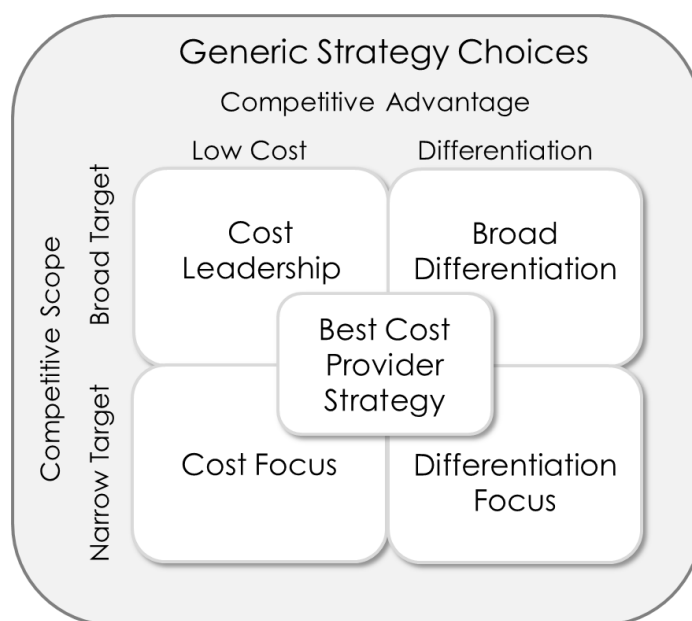 Generic Strategy Choices
Competitive Advantage
Low Cost
Differentiation
Competitive Scope
Broad Target
Narrow Target
Cost
Leadership
Broad
Differentiation
Best Cost
Provider
Strategy
Cost Focus
Differentiation
Focus